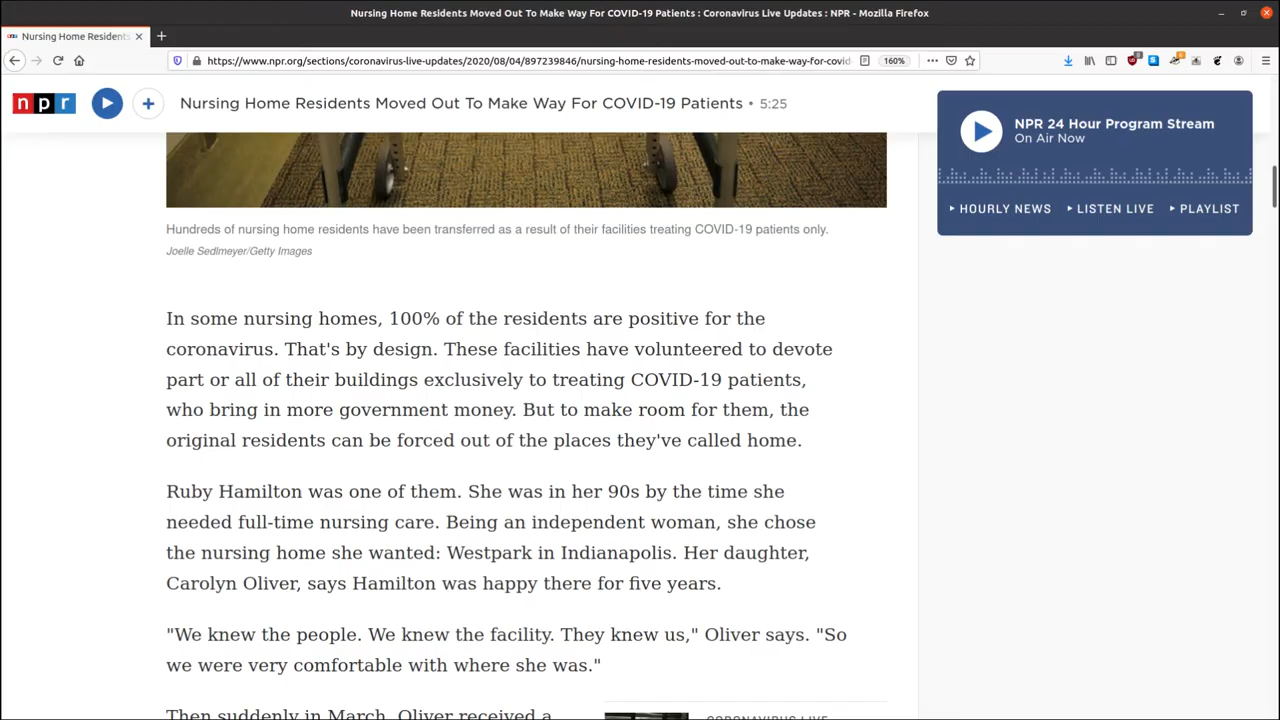 Nursing Home Residents Moved Out To Make Way For COVID-19 Patients : Coronavirus Live Updates : NPR - Mozilla Firefox
Nursing Home Residents
https://www.npr.org/sections/coronavirus-live-updates/2020/08/04/897239846/nursing-home-residents-moved-out-to-make-way-for-covid-
160%
npr
Nursing Home Residents Moved Out To Make Way For COVID-19 Patients • 5:25
NPR 24 Hour Program Stream
On Air Now
HOURLY NEWS LISTEN LIVE PLAYLIST
Hundreds of nursing home residents have been transferred as a result of their facilities treating COVID-19 patients only.
Joelle Sedlmeyer/Getty Images
In some nursing homes, 100% of the residents are positive for the
coronavirus. That's by design. These facilities have volunteered to devote
part or all of their buildings exclusively to treating COVID-19 patients,
who bring in more government money. But to make room for them, the
original residents can be forced out of the places they've called home.
Ruby Hamilton was one of them. She was in her 90s by the time she
needed full-time nursing care. Being an independent woman, she chose
the nursing home she wanted: Westpark in Indianapolis. Her daughter,
Carolyn Oliver, says Hamilton was happy there for five years.
"We knew the people. We knew the facility. They knew us," Oliver says. "So
we were very comfortable with where she was."
Then suddenly in March, Oliver received a
CORONAVIRUS LIVE